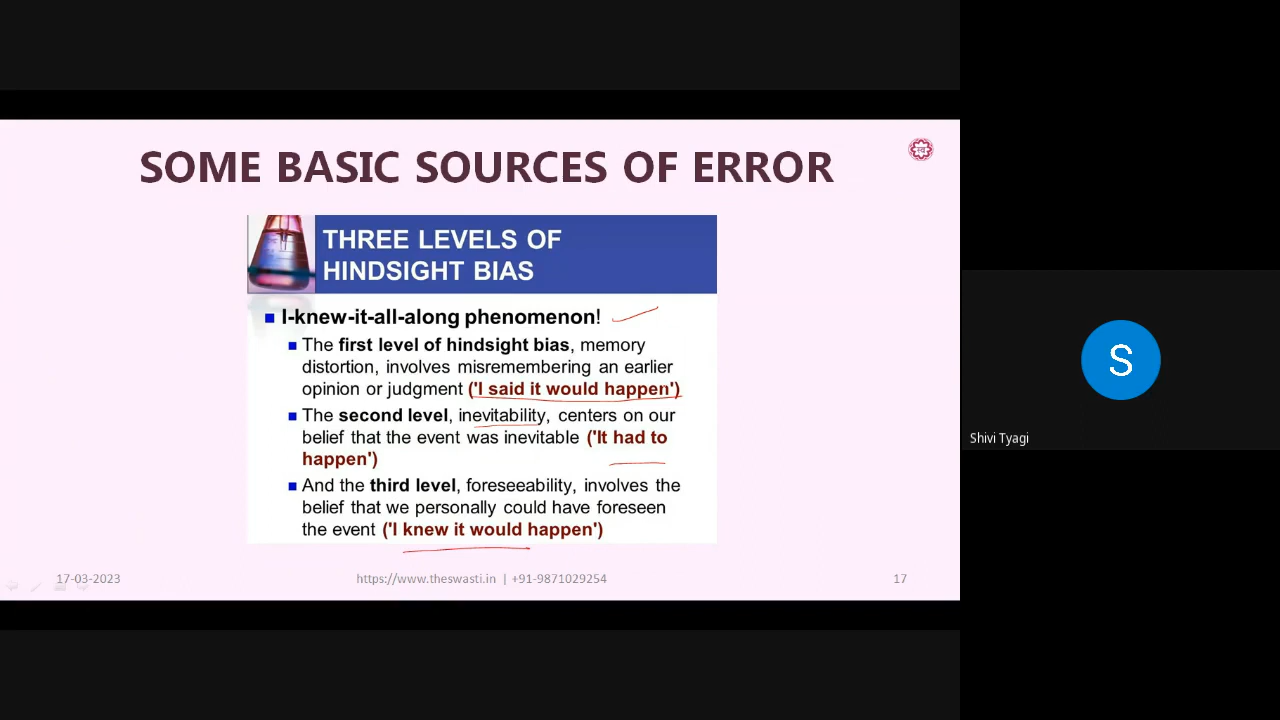 SOME BASIC SOURCES OF ERROR
THREE LEVELS OF
HINDSIGHT BIAS
I-knew-it-all-along phenomenon!
The first level of hindsight bias, memory
distortion, involves misremembering an earlier
opinion or judgment ('I said it would happen')
The second level, inevitability, centers on our
belief that the event was inevitable ('It had to
happen')
And the third level, foreseeability, involves the
belief that we personally could have foreseen
the event ('I knew it would happen')
17-03-2023
https://www.theswasti.in | +91-9871029254
17
S
Shivi Tyagi